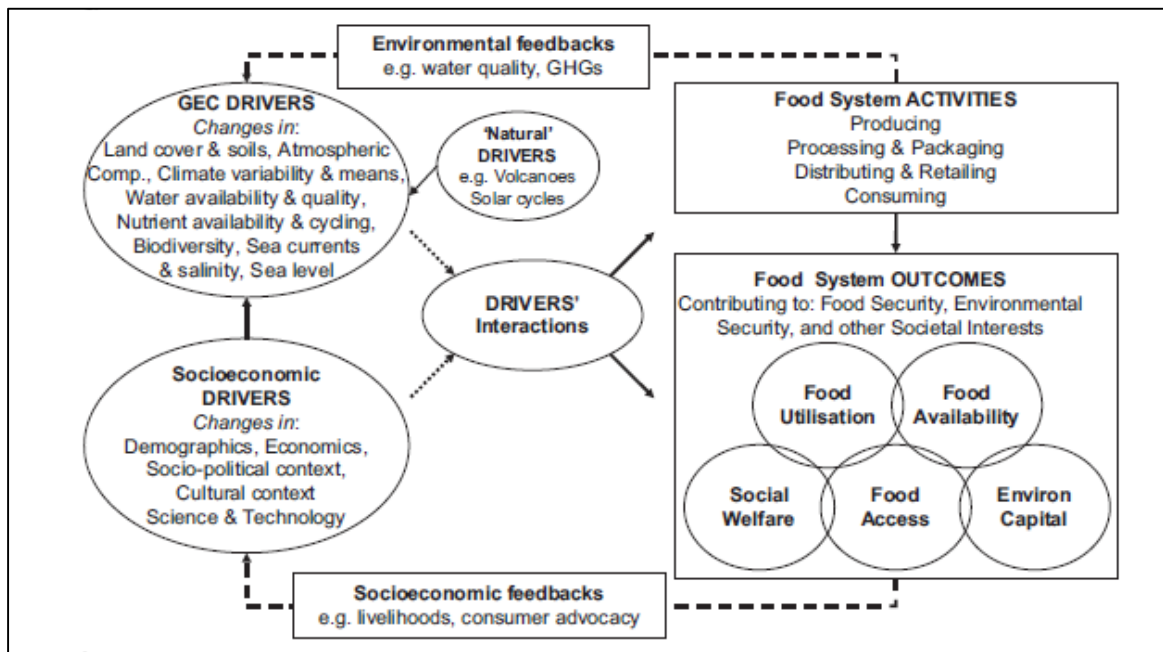 Environmental feedbacks
e.g. water quality, GHGs
GEC DRIVERS
Changes in:
Land cover & soils, Atmospheric
Comp., Climate variability & means,
Water availability & quality,
Nutrient availability & cycling,
Biodiversity, Sea currents
& salinity, Sea level
'Natural'
DRIVERS
e.g. Volcanoes
Solar cycles
Food System ACTIVITIES
Producing
Processing & Packaging
Distributing & Retailing
Consuming
DRIVERS'
Interactions
Food System OUTCOMES
Contributing to: Food Security, Environmental
Security, and other Societal Interests
Food
Utilisation
Food
Availability
Social
Welfare
Food
Access
Environ
Capital
Socioeconomic
DRIVERS
Changes in:
Demographics, Economics,
Socio-political context,
Cultural context
Science & Technology
Socioeconomic feedbacks
e.g. livelihoods, consumer advocacy